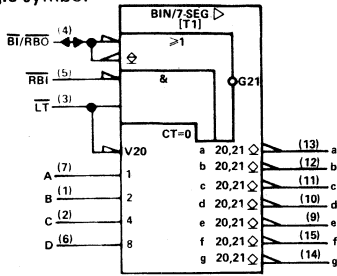 BIN/7-SEG
[T1]
BI/RBO (4)
≥1
G21
RBI (5)
&
LT (3)
CT=0
V20
A (7) 1
B (1) 2
C (2) 4
D (6) 8
a 20,21 (13) a
b 20,21 (12) b
c 20,21 (11) c
d 20,21 (10) d
e 20,21 (9) e
f 20,21 (15) f
g 20,21 (14) g